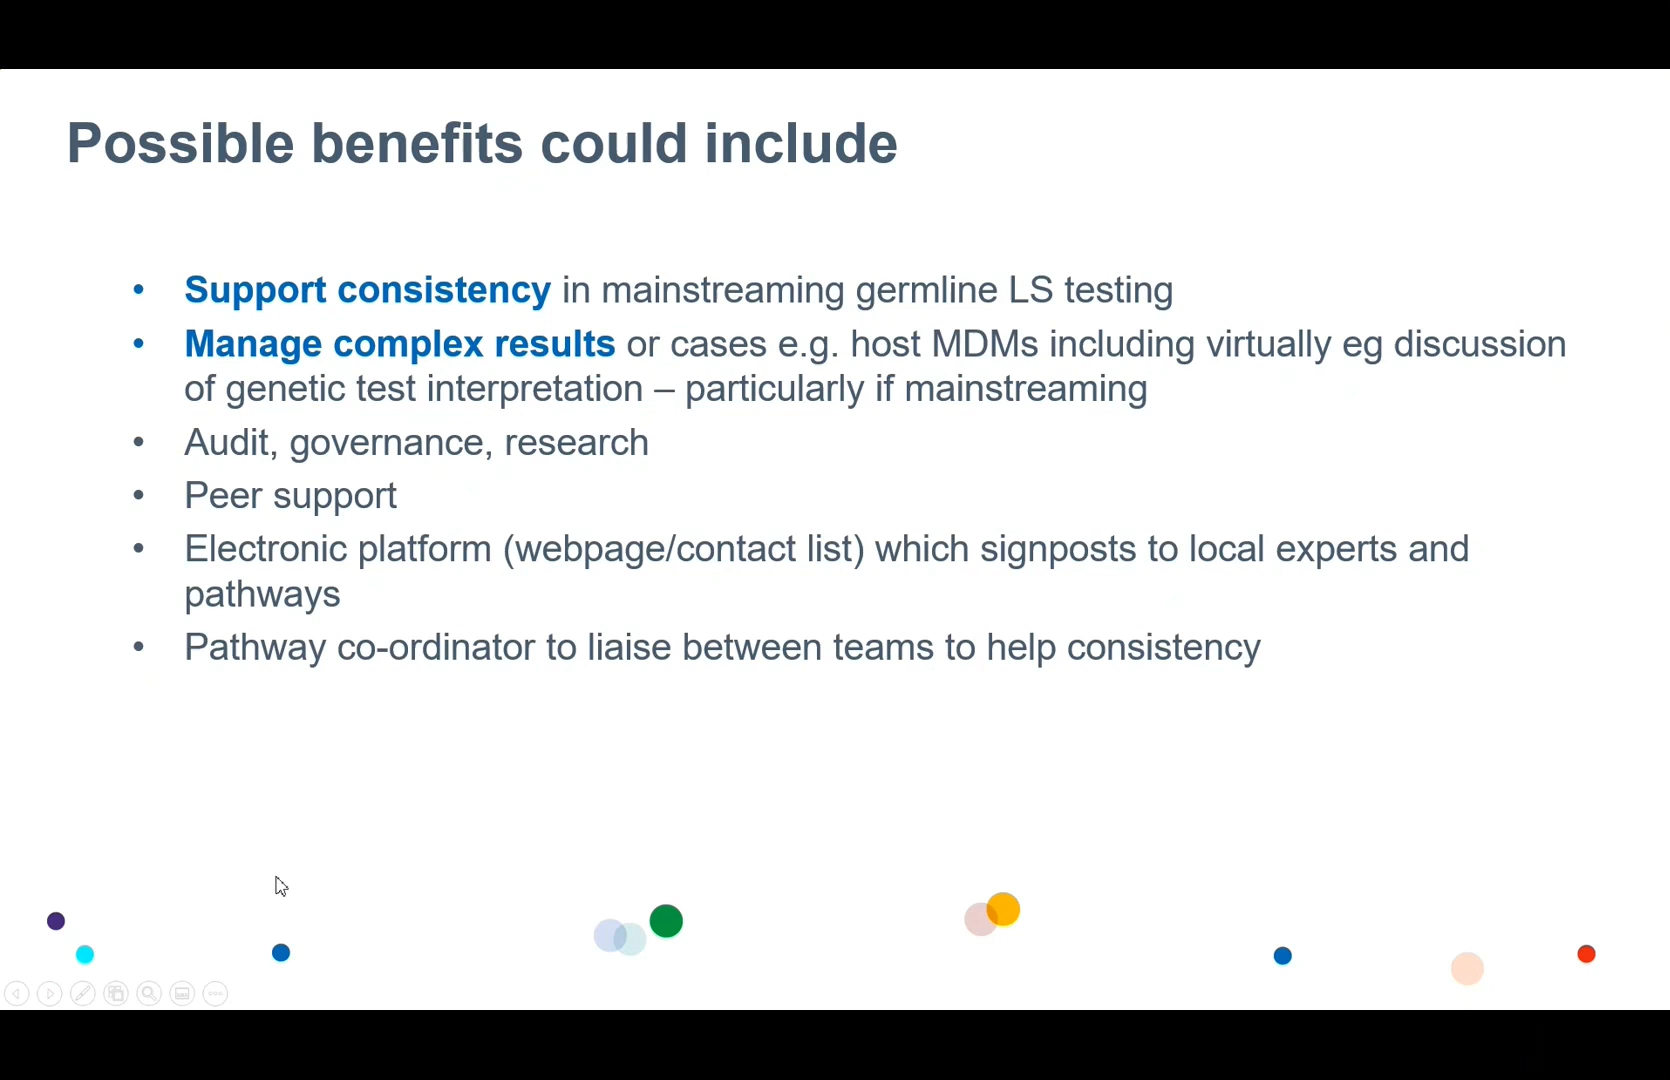 Possible benefits could include
• Support consistency in mainstreaming germline LS testing
• Manage complex results or cases e.g. host MDMs including virtually eg discussion
of genetic test interpretation – particularly if mainstreaming
• Audit, governance, research
• Peer support
• Electronic platform (webpage/contact list) which signposts to local experts and
pathways
• Pathway co-ordinator to liaise between teams to help consistency